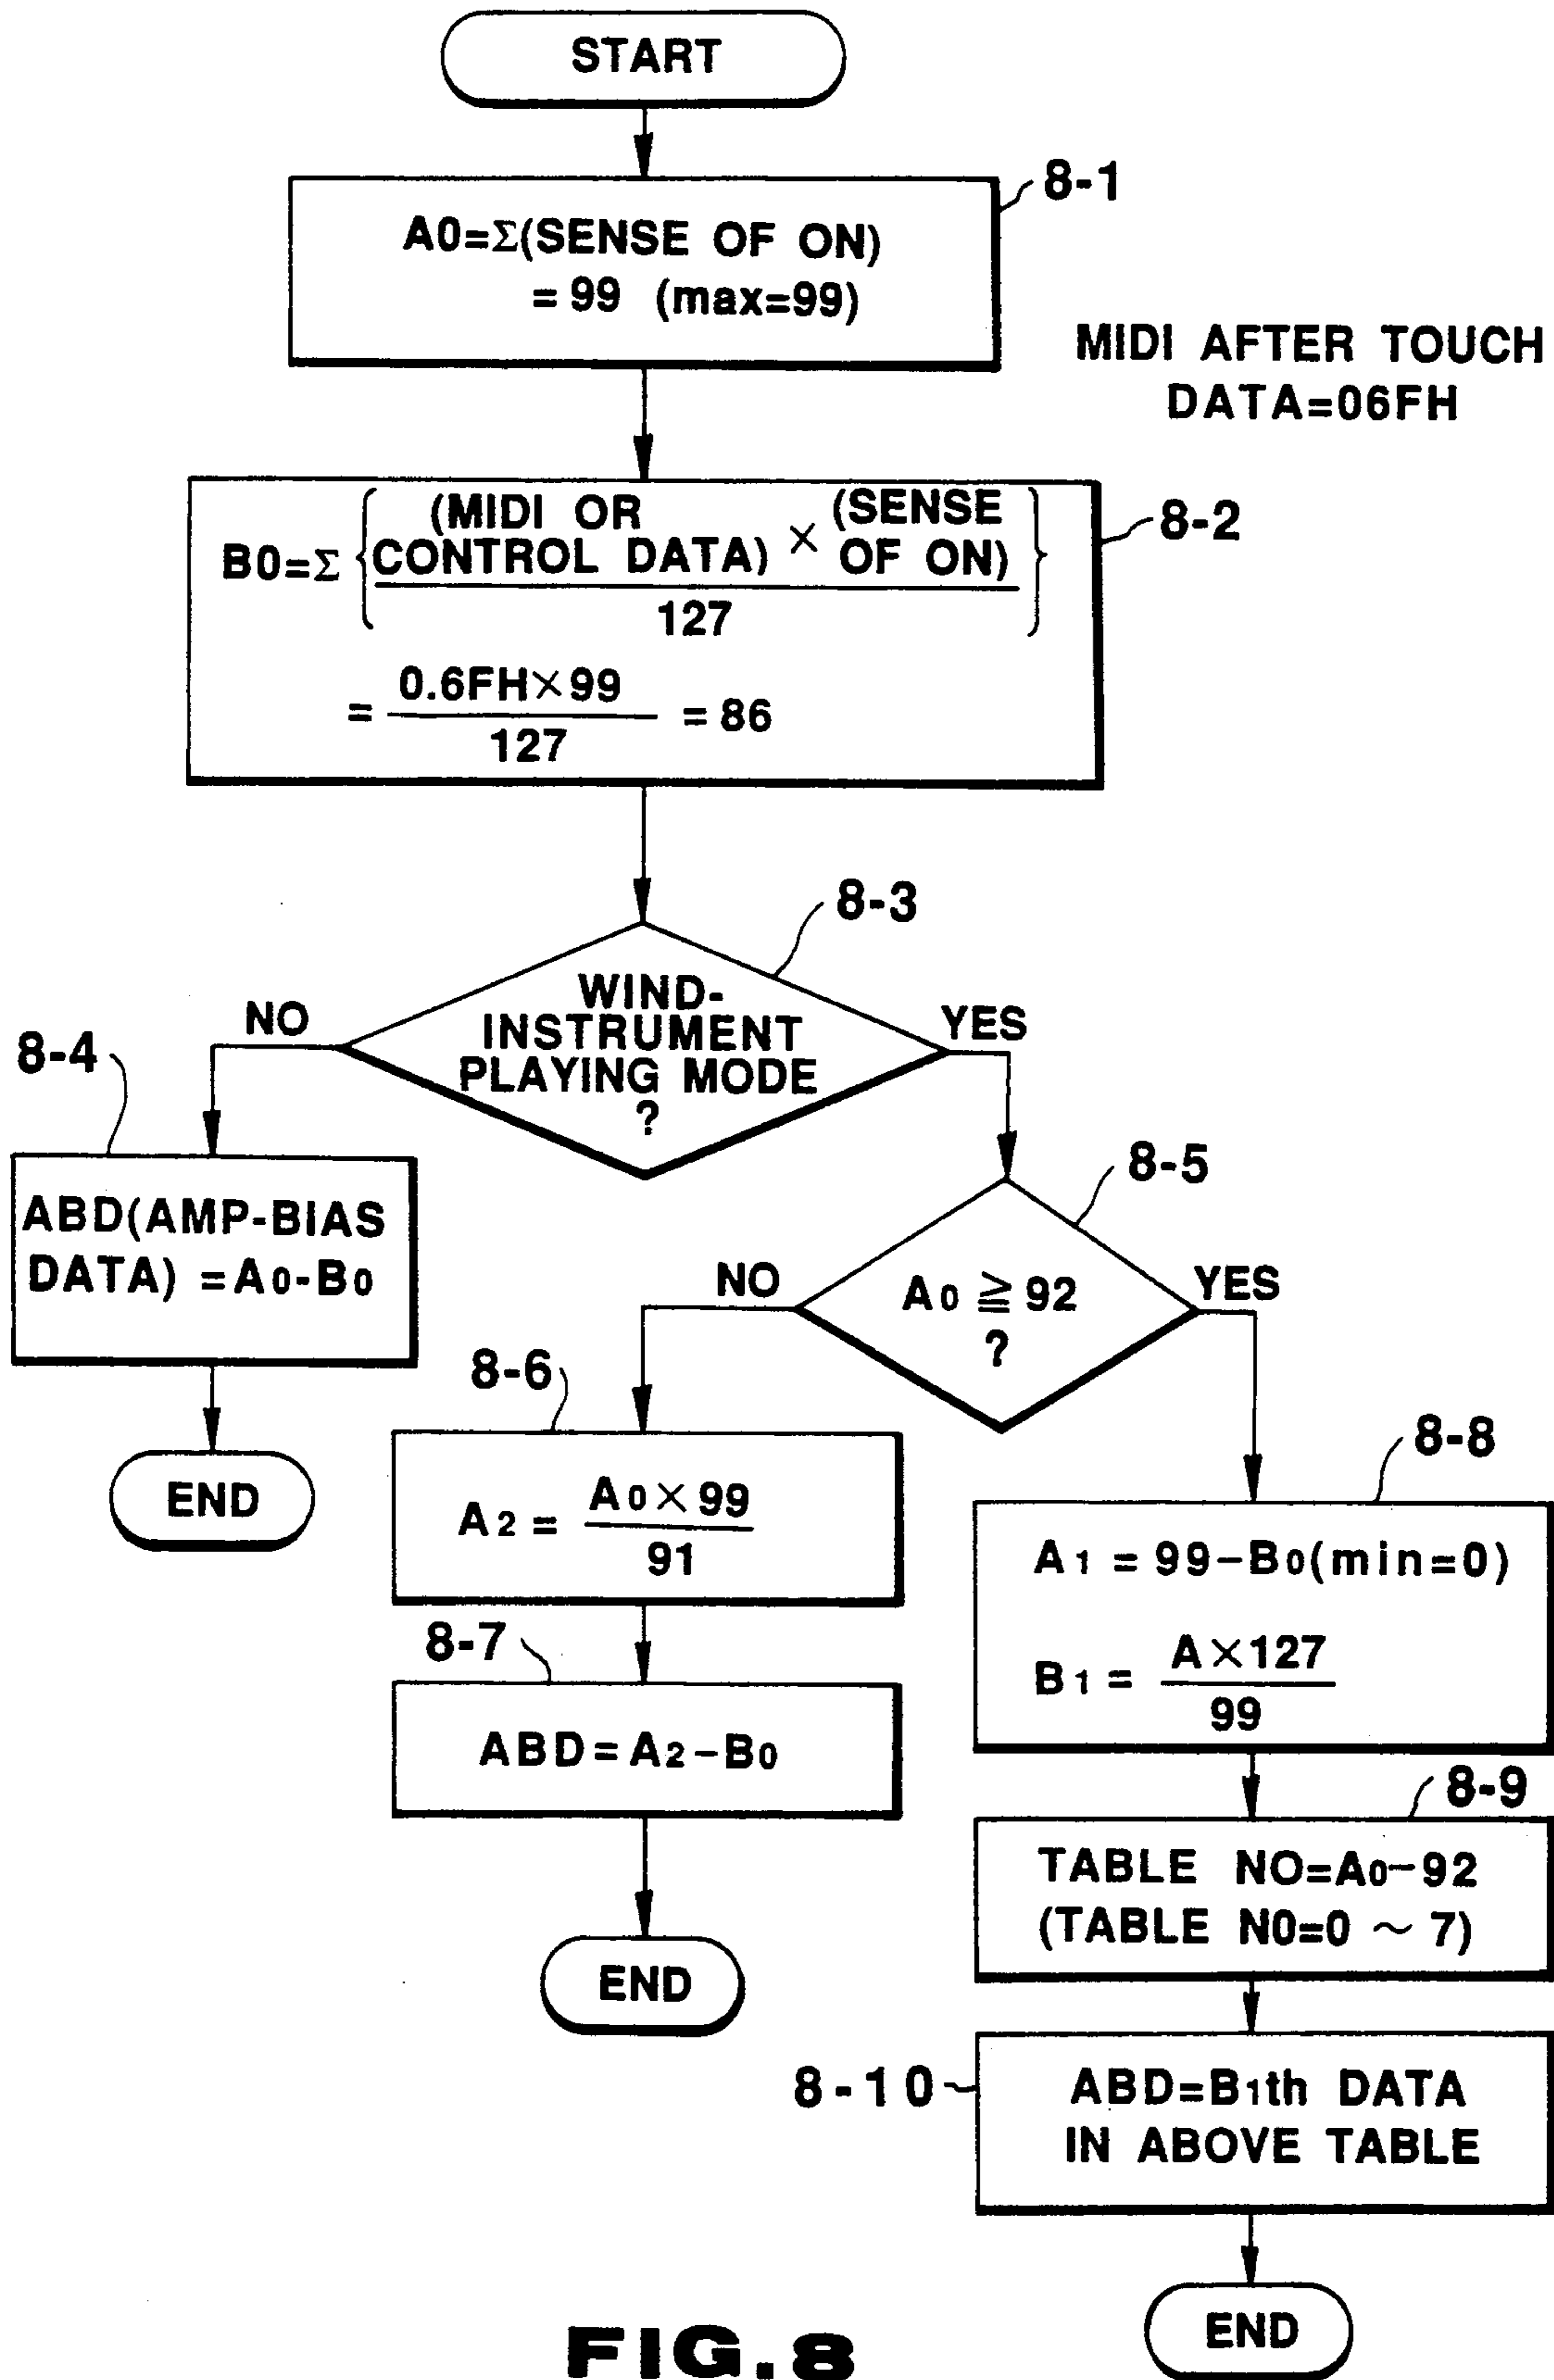 START
8-1
A0=Σ(SENSE OF ON)
= 99 (max=99)
MIDI AFTER TOUCH
DATA=06FH
8-2
B0=Σ{(MIDI OR CONTROL DATA) × (SENSE OF ON)
127}
= 0.6FH×99
127 = 86
8-3
WIND-
INSTRUMENT
PLAYING MODE
?
NO
YES
8-4
ABD(AMP-BIAS
DATA) =A0-B0
END
8-5
A0 ≧ 92
?
NO
YES
8-6
A2 = A0×99
91
8-7
ABD=A2-B0
END
8-8
A1 = 99-B0(min=0)
B1 = A×127
99
8-9
TABLE NO=A0-92
(TABLE N0=0 ~ 7)
8-10
ABD=B1th DATA
IN ABOVE TABLE
END
FIG.8